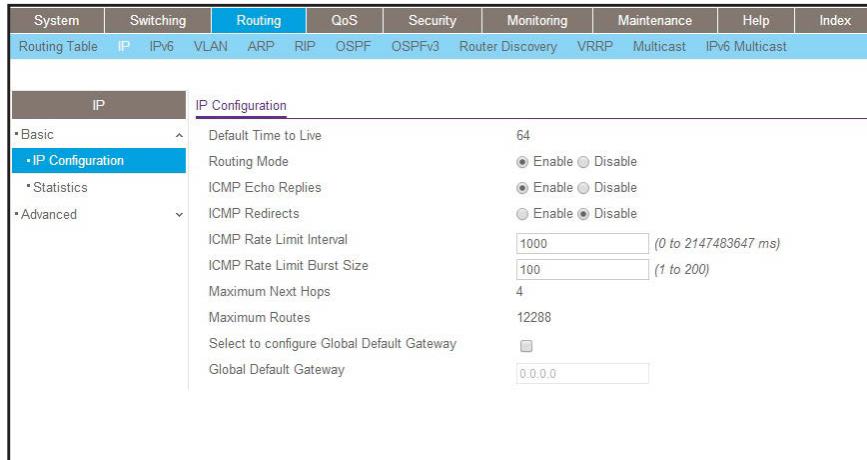 System Switching Routing QoS Security Monitoring Maintenance Help Index
Routing Table IP IPv6 VLAN ARP RIP OSPF OSPFv3 Router Discovery VRRP Multicast IPv6 Multicast
IP
Basic
IP Configuration
Statistics
Advanced
IP Configuration
Default Time to Live 64
Routing Mode Enable Disable
ICMP Echo Replies Enable Disable
ICMP Redirects Enable Disable
ICMP Rate Limit Interval 1000 (0 to 2147483647 ms)
ICMP Rate Limit Burst Size 100 (1 to 200)
Maximum Next Hops 4
Maximum Routes 12288
Select to configure Global Default Gateway
Global Default Gateway 0.0.0.0